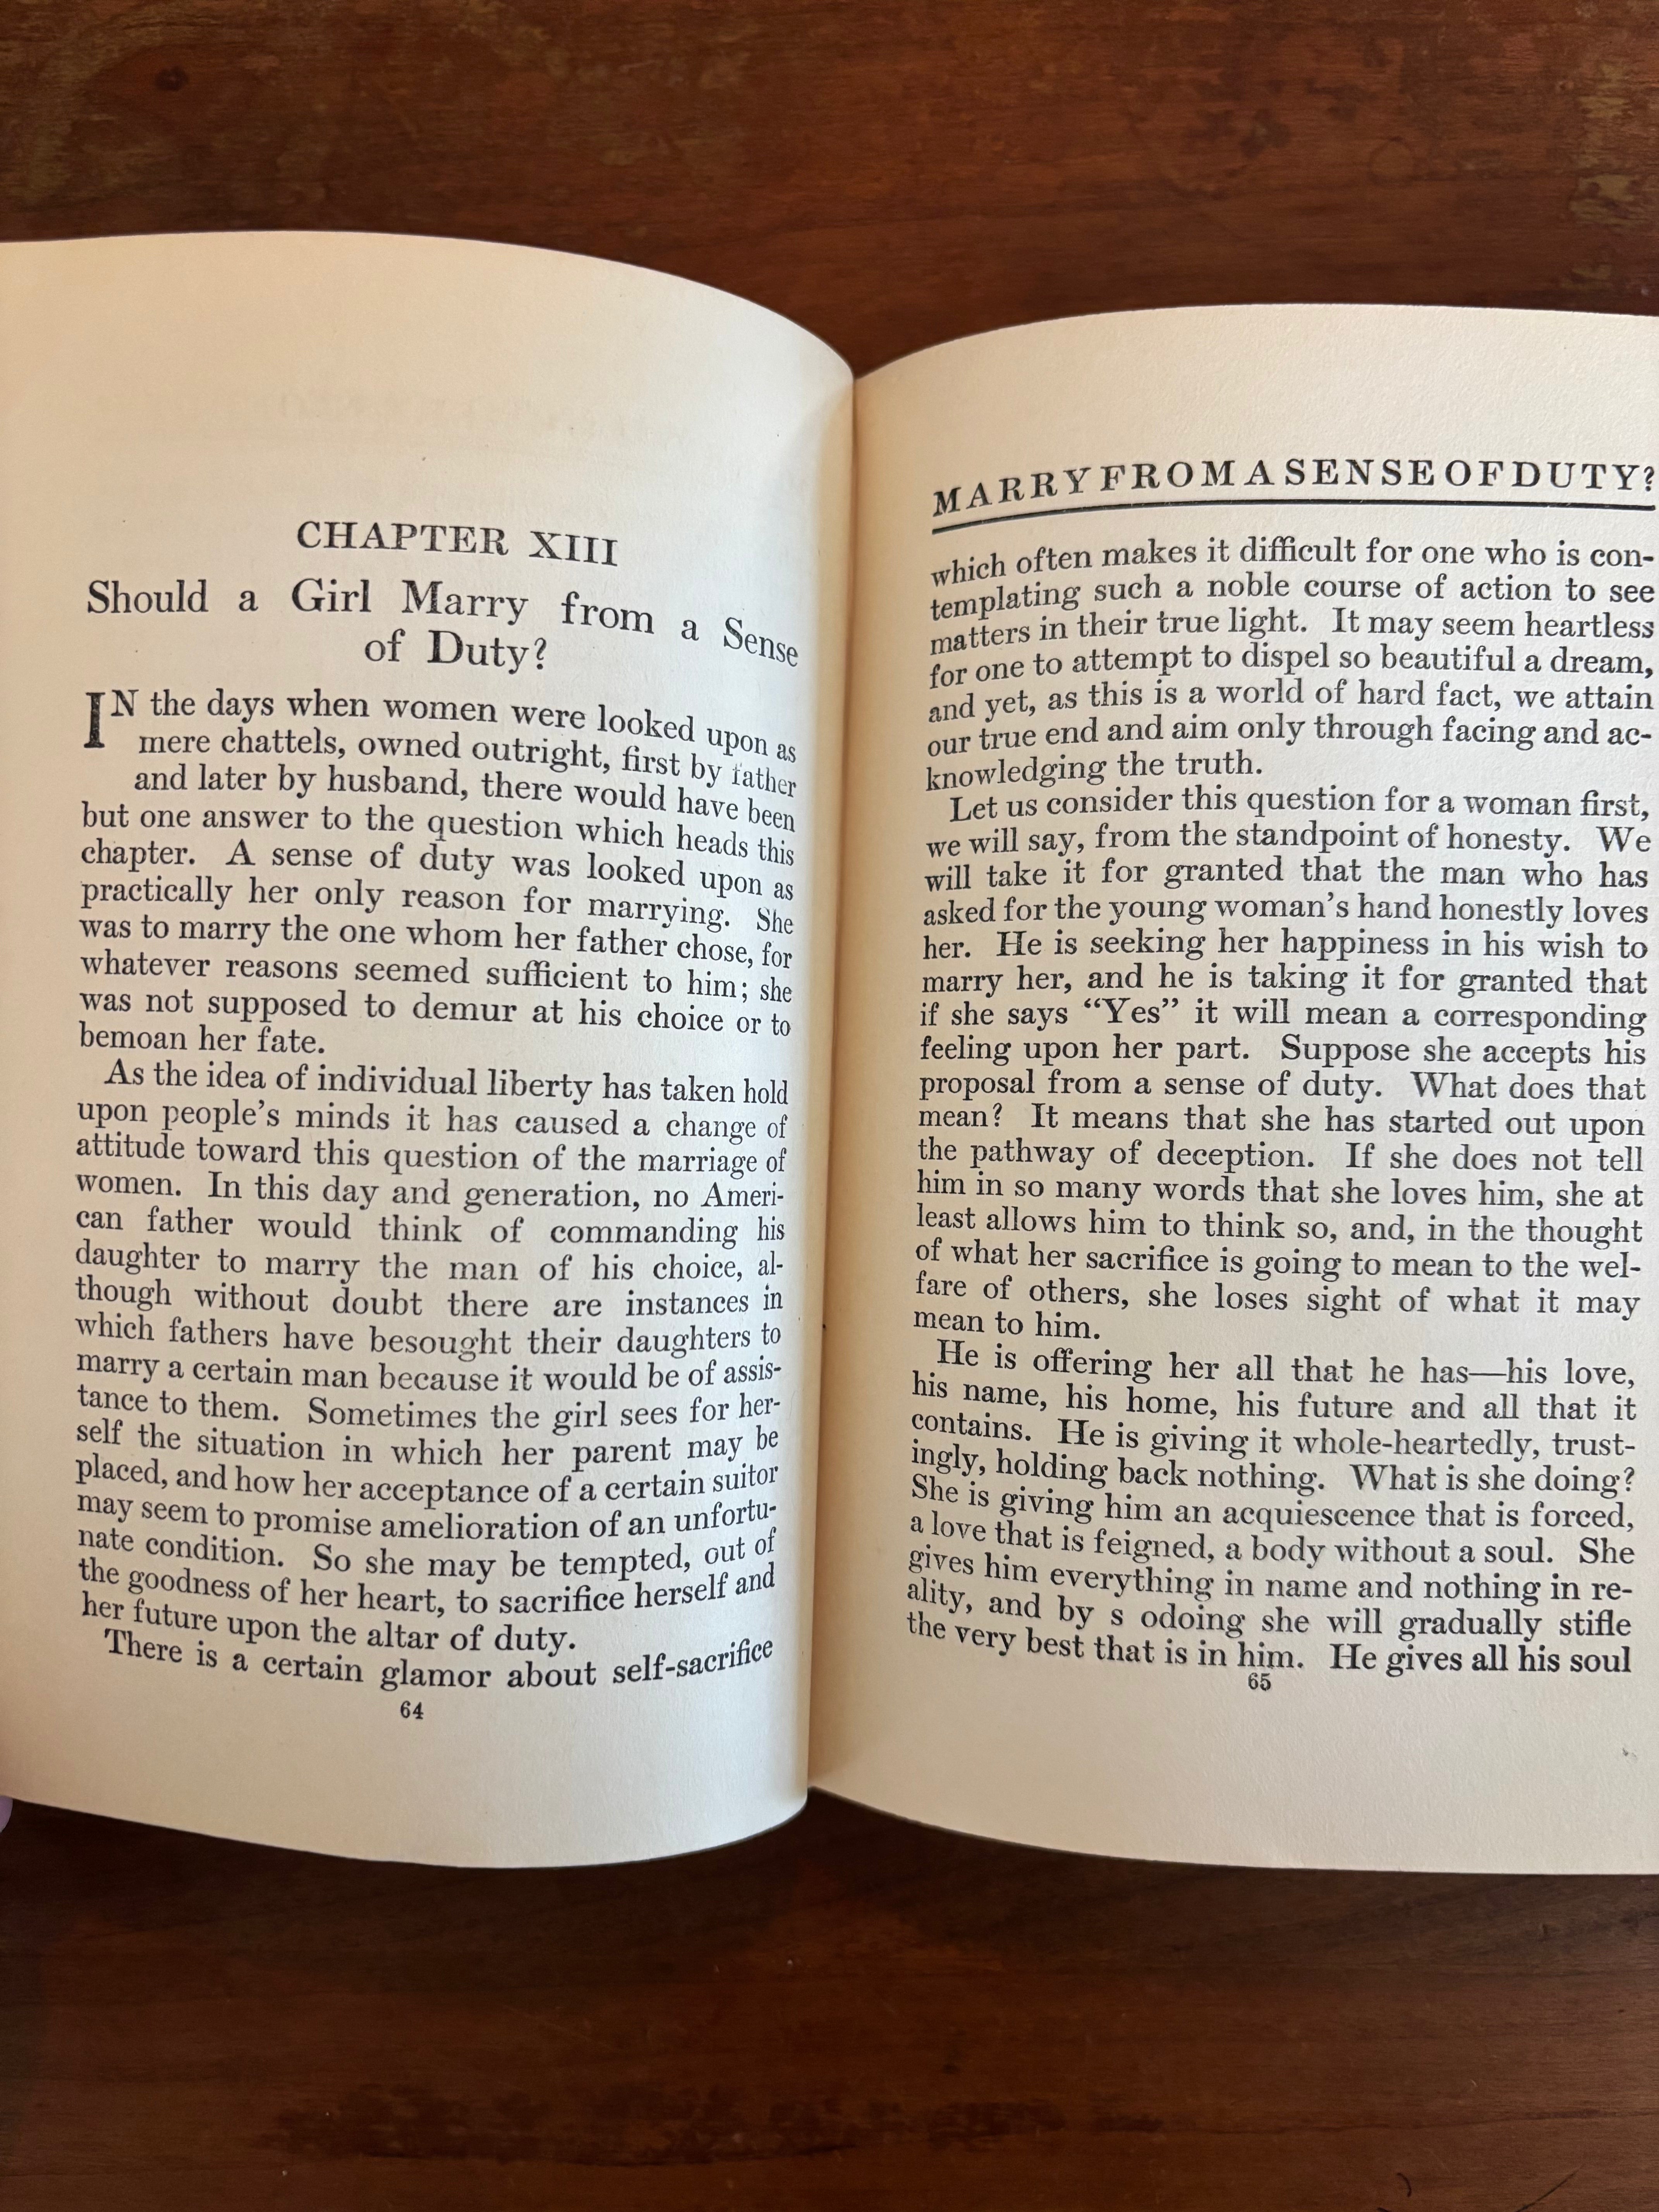 CHAPTER XIII
Should a Girl Marry from a Sense
of Duty?
IN the days when women were looked upon as
mere chattels, owned outright, first by father
and later by husband, there would have been
but one answer to the question which heads this
chapter. A sense of duty was looked upon as
practically her only reason for marrying. She
was to marry the one whom her father chose, for
whatever reasons seemed sufficient to him; she
was not supposed to demur at his choice or to
bemoan her fate.
As the idea of individual liberty has taken hold
upon people's minds it has caused a change of
attitude toward this question of the marriage of
women. In this day and generation, no Ameri-
can father would think of commanding his
daughter to marry the man of his choice, al-
though without doubt there are instances in
which fathers have besought their daughters to
marry a certain man because it would be of assis-
tance to them. Sometimes the girl sees for her-
self the situation in which her parent may be
placed, and how her acceptance of a certain suitor
may seem to promise amelioration of an unfortu-
nate condition. So she may be tempted, out of
the goodness of her heart, to sacrifice herself and
her future upon the altar of duty.
There is a certain glamor about self-sacrifice
64
MARRY FROM A SENSE OF DUTY?
which often makes it difficult for one who is con-
templating such a noble course of action to see
matters in their true light. It may seem heartless
for one to attempt to dispel so beautiful a dream,
and yet, as this is a world of hard fact, we attain
our true end and aim only through facing and ac-
knowledging the truth.
Let us consider this question for a woman first,
we will say, from the standpoint of honesty. We
will take it for granted that the man who has
asked for the young woman's hand honestly loves
her. He is seeking her happiness in his wish to
marry her, and he is taking it for granted that
if she says “Yes” it will mean a corresponding
feeling upon her part. Suppose she accepts his
proposal from a sense of duty. What does that
mean? It means that she has started out upon
the pathway of deception. If she does not tell
him in so many words that she loves him, she at
least allows him to think so, and, in the thought
of what her sacrifice is going to mean to the wel-
fare of others, she loses sight of what it may
mean to him.
He is offering her all that he has—his love,
his name, his home, his future and all that it
contains. He is giving it whole-heartedly, trust-
ingly, holding back nothing. What is she doing?
She is giving him an acquiescence that is forced,
a love that is feigned, a body without a soul. She
gives him everything in name and nothing in re-
ality, and by s odoing she will gradually stifle
the very best that is in him. He gives all his soul
65